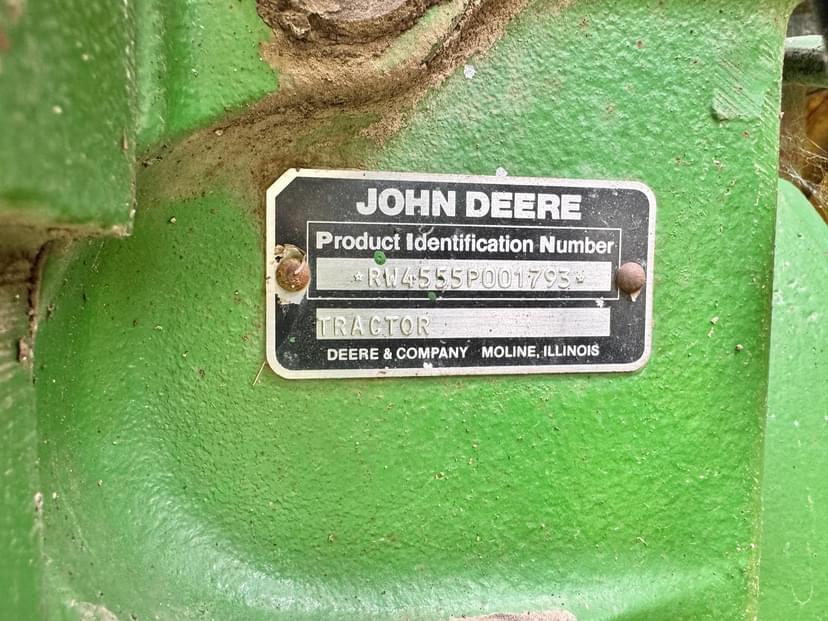 JOHN DEERE
Product Identification Number
*RW4555P001793*
TRACTOR
DEERE & COMPANY MOLINE, ILLINOIS